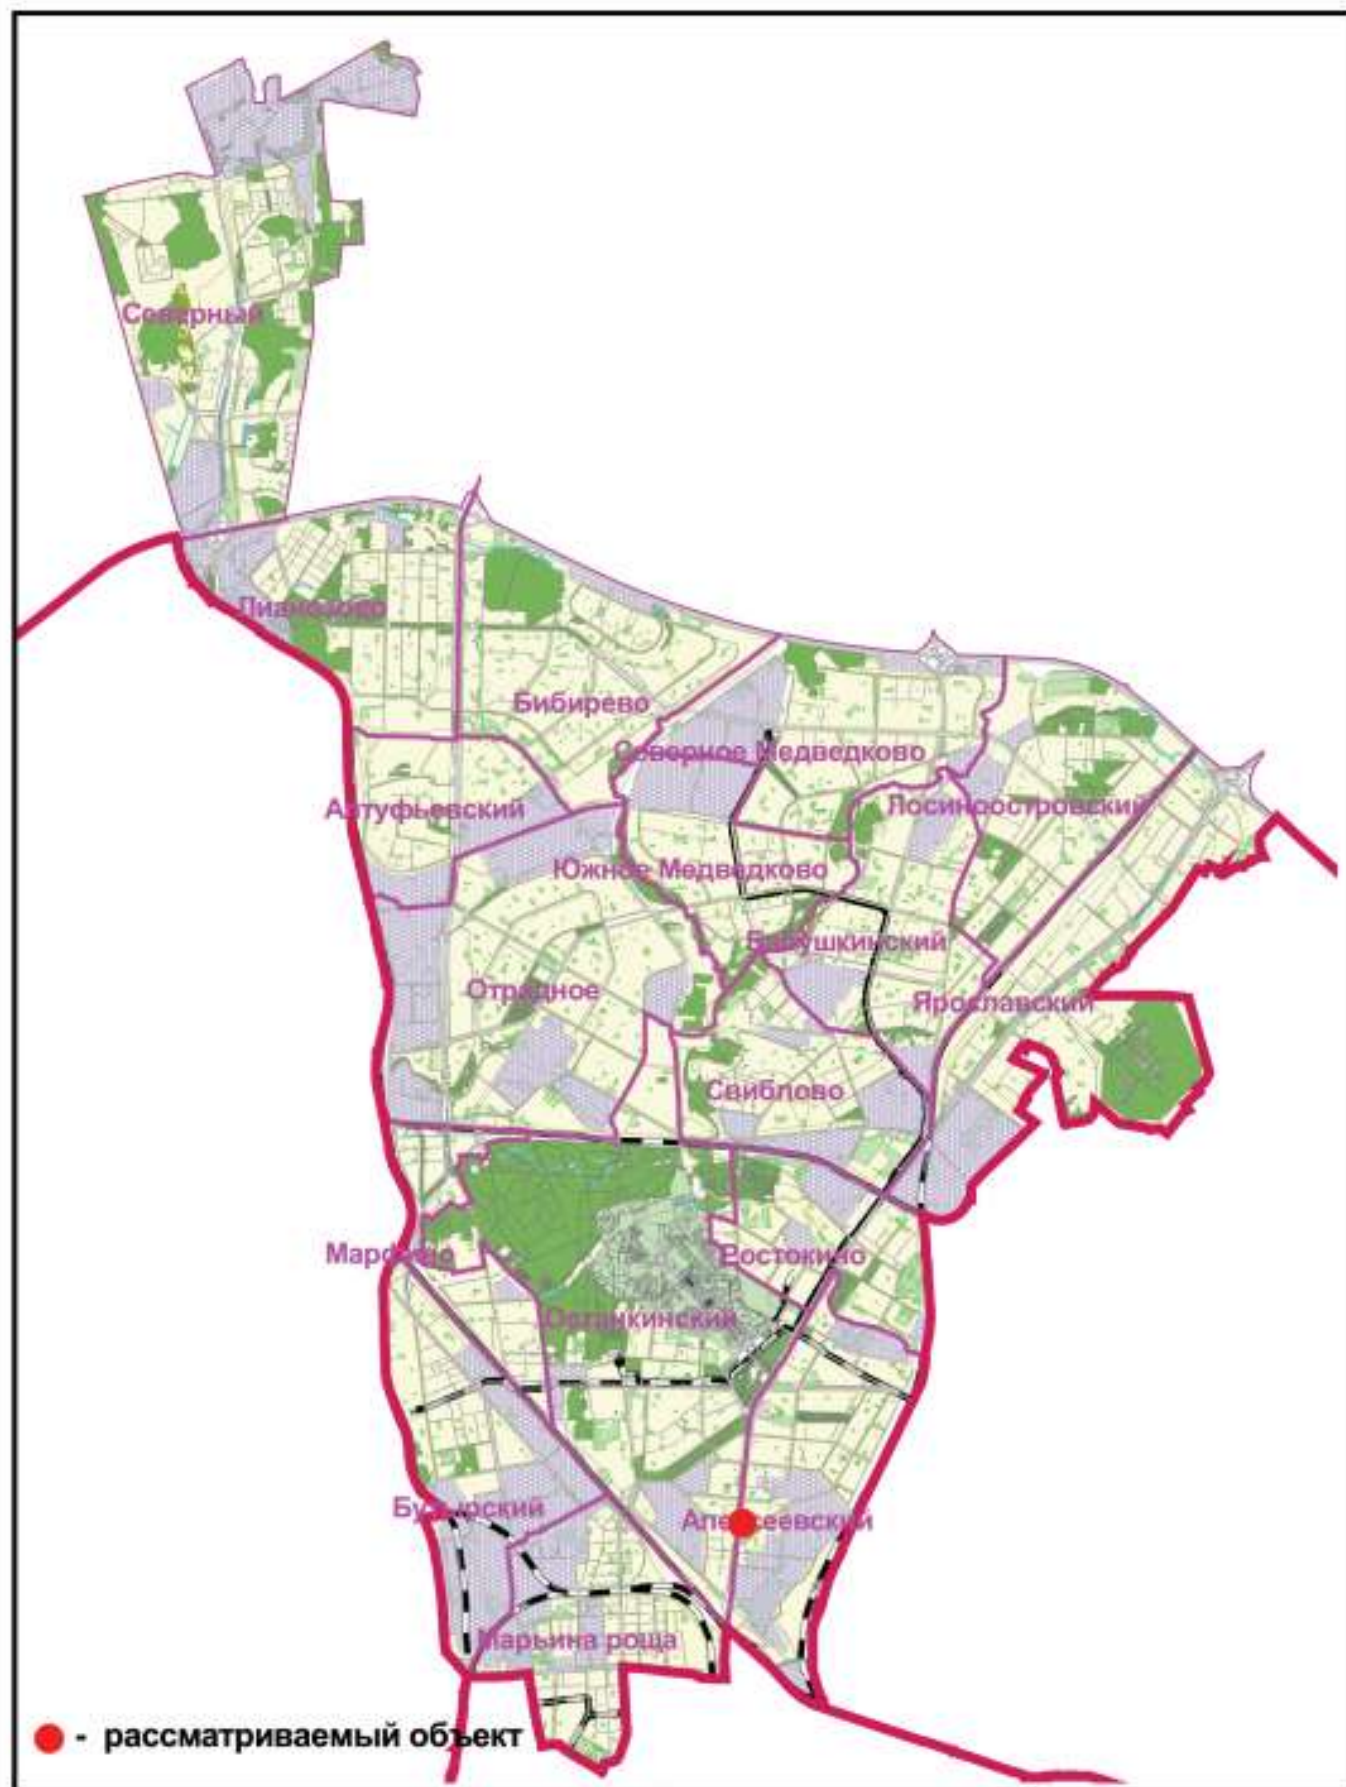 Северный
Лианозово
Бибирево
Северное Медведково
Алтуфьевский
Лосиноостровский
Южное Медведково
Бабушкинский
Отрадное
Ярославский
Свиблово
Марфино
Ростокино
Останкинский
Бутырский
Алексеевский
Марьина роща
- рассматриваемый объект